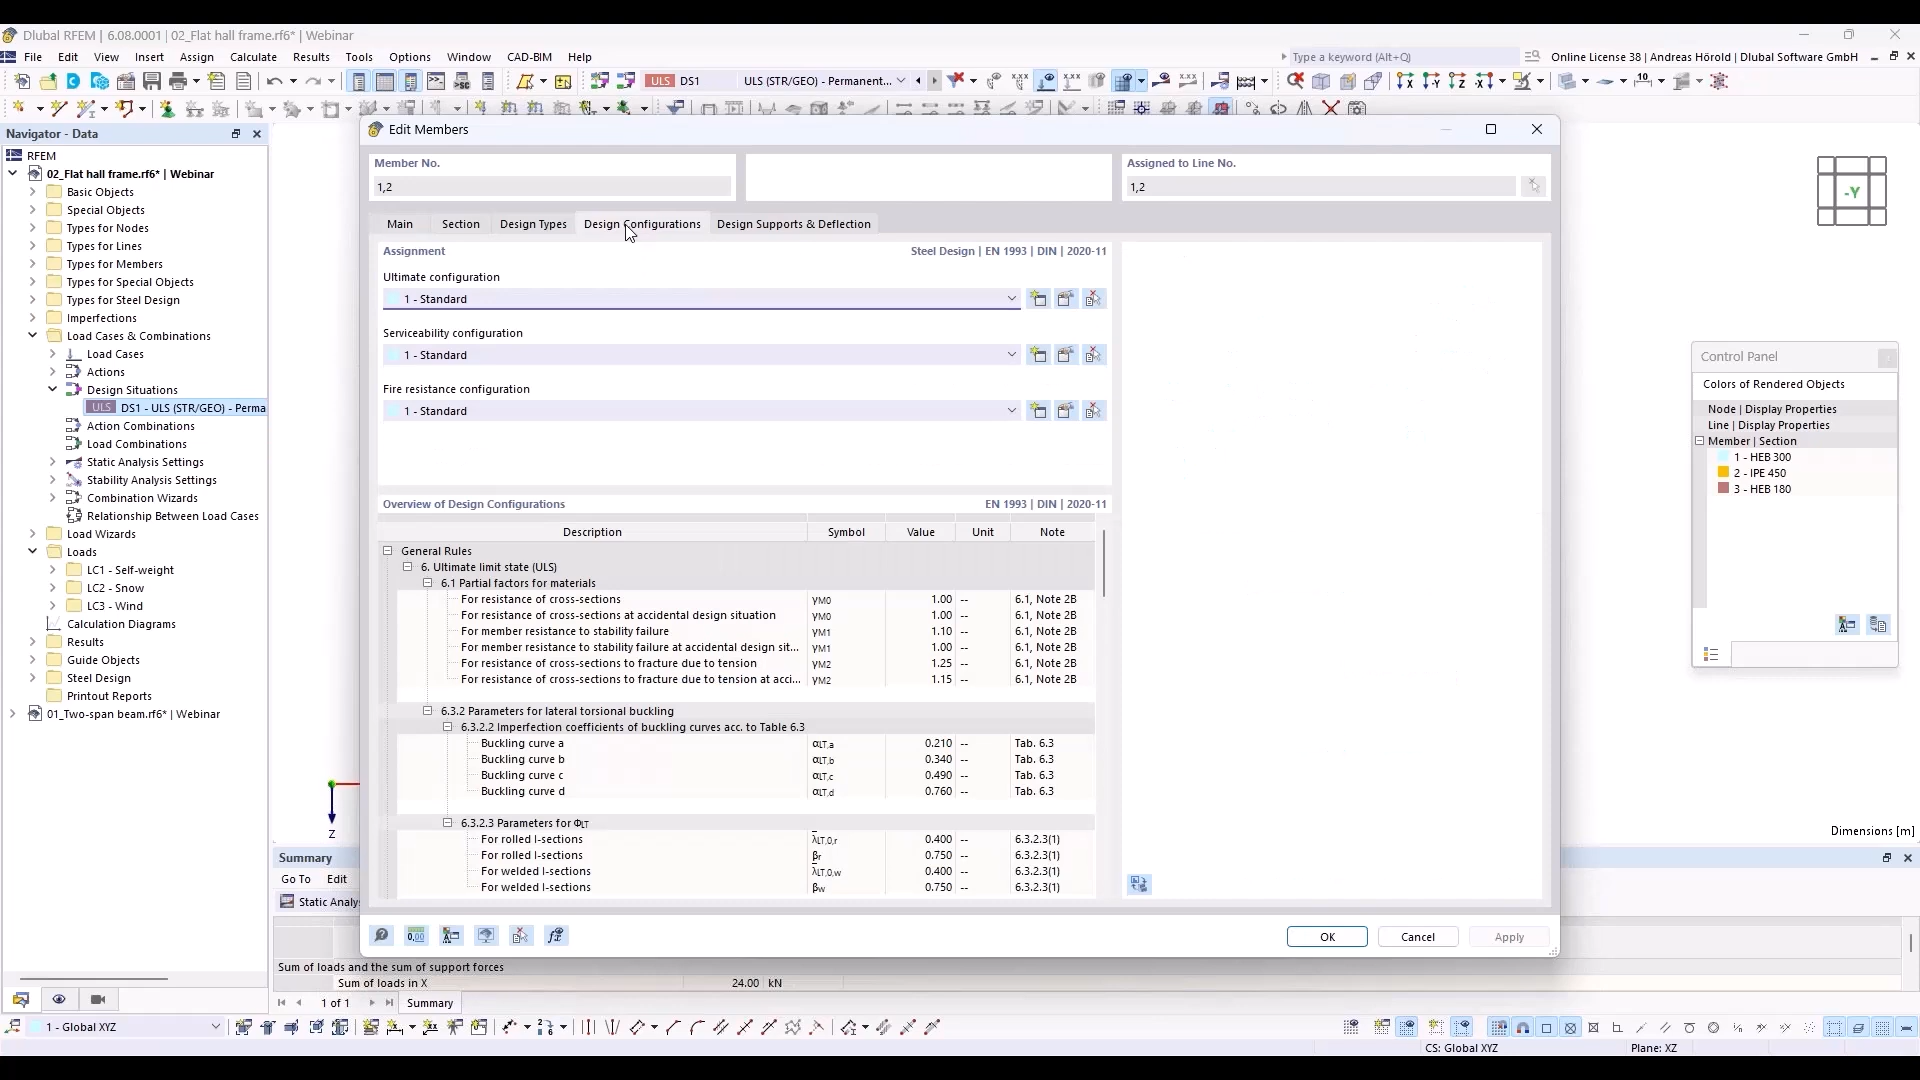 Dlubal RFEM | 6.08.0001 | 02_Flat hall frame.rf6* | Webinar
File Edit View Insert Assign Calculate Results Tools Options Window CAD-BIM Help
Type a keyword (Alt+Q)
Online License 38 | Andreas Hörold | Dlubal Software GmbH
ULS DS1 ULS (STR/GEO) - Permanent...
Navigator - Data
RFEM
02_Flat hall frame.rf6* | Webinar
Basic Objects
Special Objects
Types for Nodes
Types for Lines
Types for Members
Types for Special Objects
Types for Steel Design
Imperfections
Load Cases & Combinations
Load Cases
Actions
Design Situations
ULS DS1 - ULS (STR/GEO) - Perma
Action Combinations
Load Combinations
Static Analysis Settings
Stability Analysis Settings
Combination Wizards
Relationship Between Load Cases
Load Wizards
Loads
LC1 - Self-weight
LC2 - Snow
LC3 - Wind
Calculation Diagrams
Results
Guide Objects
Steel Design
Printout Reports
01_Two-span beam.rf6* | Webinar
Edit Members
Member No.
1,2
Assigned to Line No.
1,2
Main Section Design Types Design Configurations Design Supports & Deflection
Assignment Steel Design | EN 1993 | DIN | 2020-11
Ultimate configuration
1 - Standard
Serviceability configuration
1 - Standard
Fire resistance configuration
1 - Standard
Overview of Design Configurations EN 1993 | DIN | 2020-11
Description Symbol Value Unit Note
General Rules
6. Ultimate limit state (ULS)
6.1 Partial factors for materials
For resistance of cross-sections γM0 1.00 -- 6.1, Note 2B
For resistance of cross-sections at accidental design situation γM0 1.00 -- 6.1, Note 2B
For member resistance to stability failure γM1 1.10 -- 6.1, Note 2B
For member resistance to stability failure at accidental design sit... γM1 1.00 -- 6.1, Note 2B
For resistance of cross-sections to fracture due to tension γM2 1.25 -- 6.1, Note 2B
For resistance of cross-sections to fracture due to tension at acci... γM2 1.15 -- 6.1, Note 2B
6.3.2 Parameters for lateral torsional buckling
6.3.2.2 Imperfection coefficients of buckling curves acc. to Table 6.3
Buckling curve a αLT,a 0.210 -- Tab. 6.3
Buckling curve b αLT,b 0.340 -- Tab. 6.3
Buckling curve c αLT,c 0.490 -- Tab. 6.3
Buckling curve d αLT,d 0.760 -- Tab. 6.3
6.3.2.3 Parameters for ΦLT
For rolled I-sections λ̅LT,0,r 0.400 -- 6.3.2.3(1)
For rolled I-sections βr 0.750 -- 6.3.2.3(1)
For welded I-sections λ̅LT,0,w 0.400 -- 6.3.2.3(1)
For welded I-sections βw 0.750 -- 6.3.2.3(1)
OK Cancel Apply
-Y
Control Panel
Colors of Rendered Objects
Node | Display Properties
Line | Display Properties
Member | Section
1 - HEB 300
2 - IPE 450
3 - HEB 180
Z
Dimensions [m]
Summary
Go To Edit
Static Analys
Sum of loads and the sum of support forces
Sum of loads in X 24.00 kN
1 of 1 Summary
1 - Global XYZ
CS: Global XYZ Plane: XZ